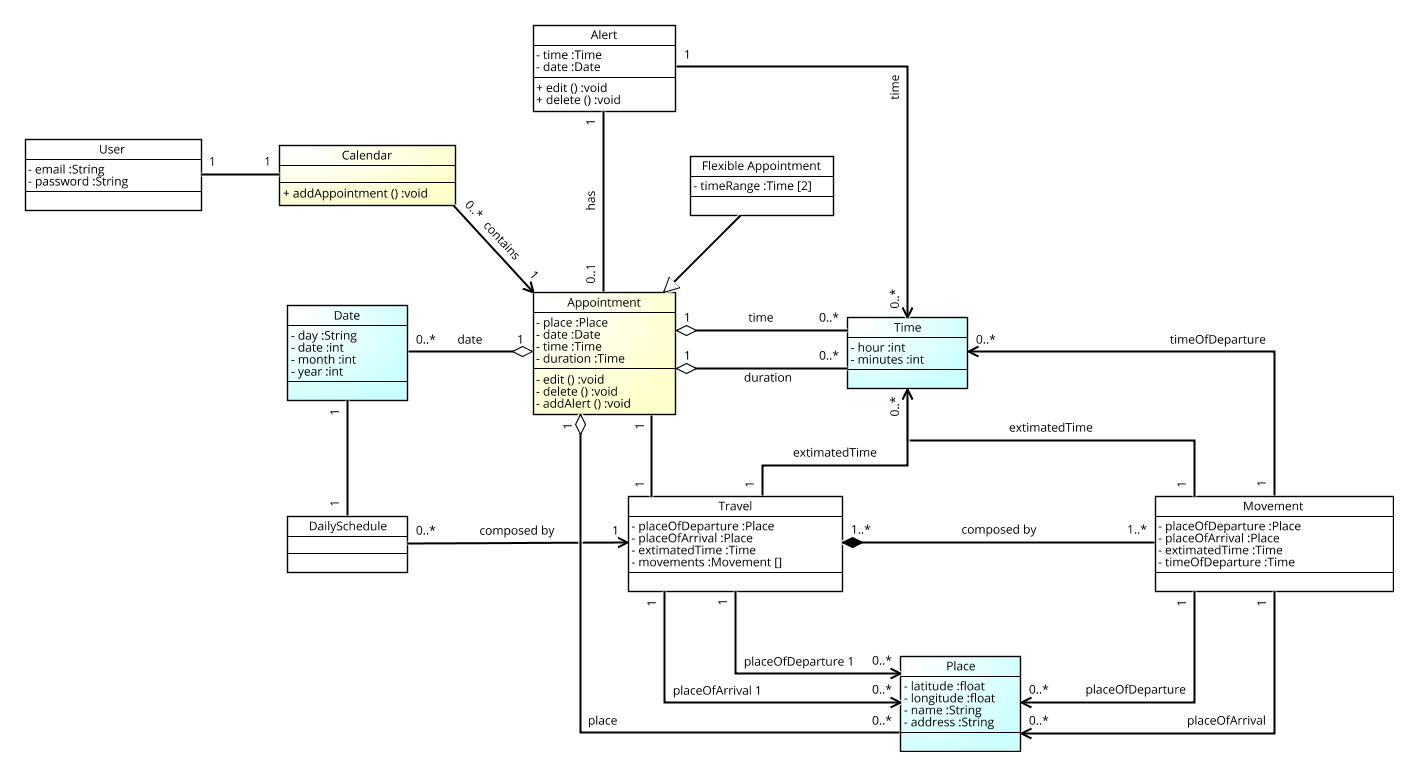 Alert
- time :Time
- date :Date
+ edit () :void
+ delete () :void
1
time
0..*
1
has
0..1
User
- email :String
- password :String
1
1
Calendar
+ addAppointment () :void
0..* contains
1
Flexible Appointment
- timeRange :Time [2]
Appointment
- place :Place
- date :Date
- time :Time
- duration :Time
- edit () :void
- delete () :void
- addAlert () :void
1
time
0..*
1
0..*
duration
Time
- hour :int
- minutes :int
0..*
timeOfDeparture
Date
- day :String
- date :int
- month :int
- year :int
0..*
date
1
1
1
1
1
1
0..*
extimatedTime
extimatedTime
1
1
1
DailySchedule
0..*
composed by
1
Travel
- placeOfDeparture :Place
- placeOfArrival :Place
- extimatedTime :Time
- movements :Movement []
1..*
composed by
1..*
Movement
- placeOfDeparture :Place
- placeOfArrival :Place
- extimatedTime :Time
- timeOfDeparture :Time
1
1
1
1
placeOfDeparture 1
0..*
placeOfArrival 1
0..*
place
0..*
Place
- latitude :float
- longitude :float
- name :String
- address :String
0..*
placeOfDeparture
0..*
placeOfArrival